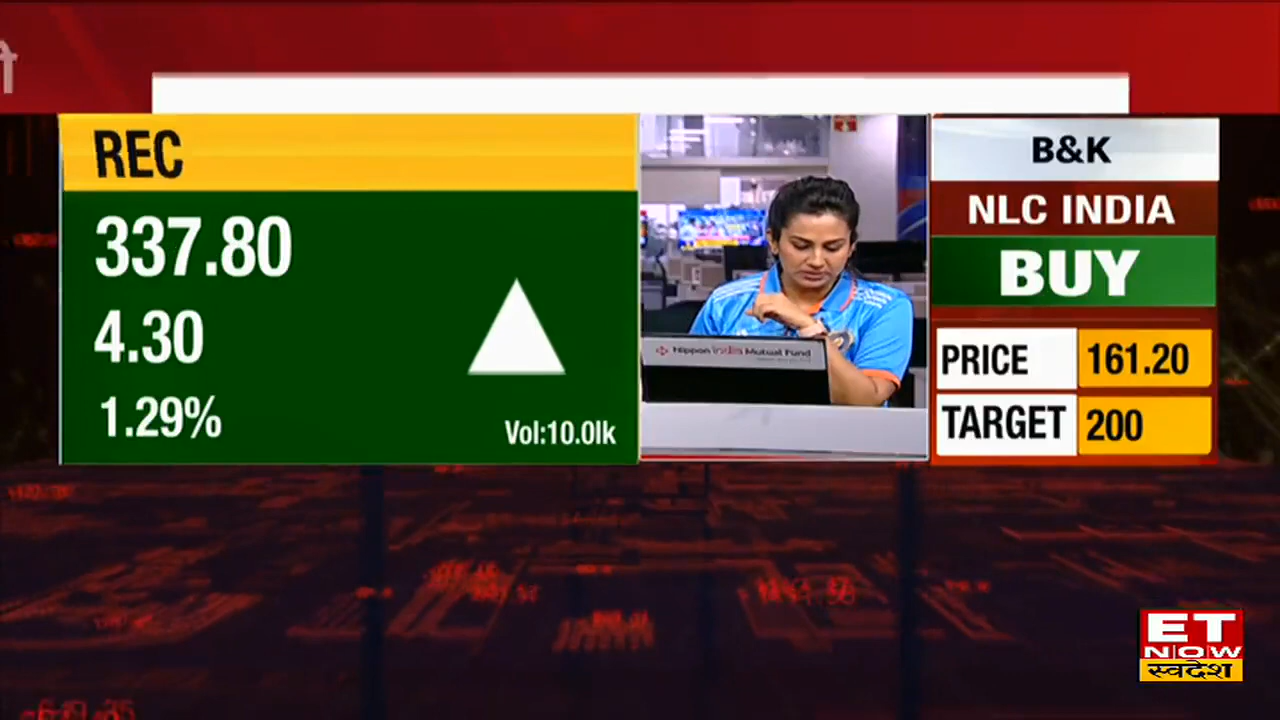 REC
337.80
4.30
1.29%
Vol:10.0lk
Nippon india Mutual Fund
B&K
NLC INDIA
BUY
PRICE 161.20
TARGET 200
ET
NOW
स्वदेश